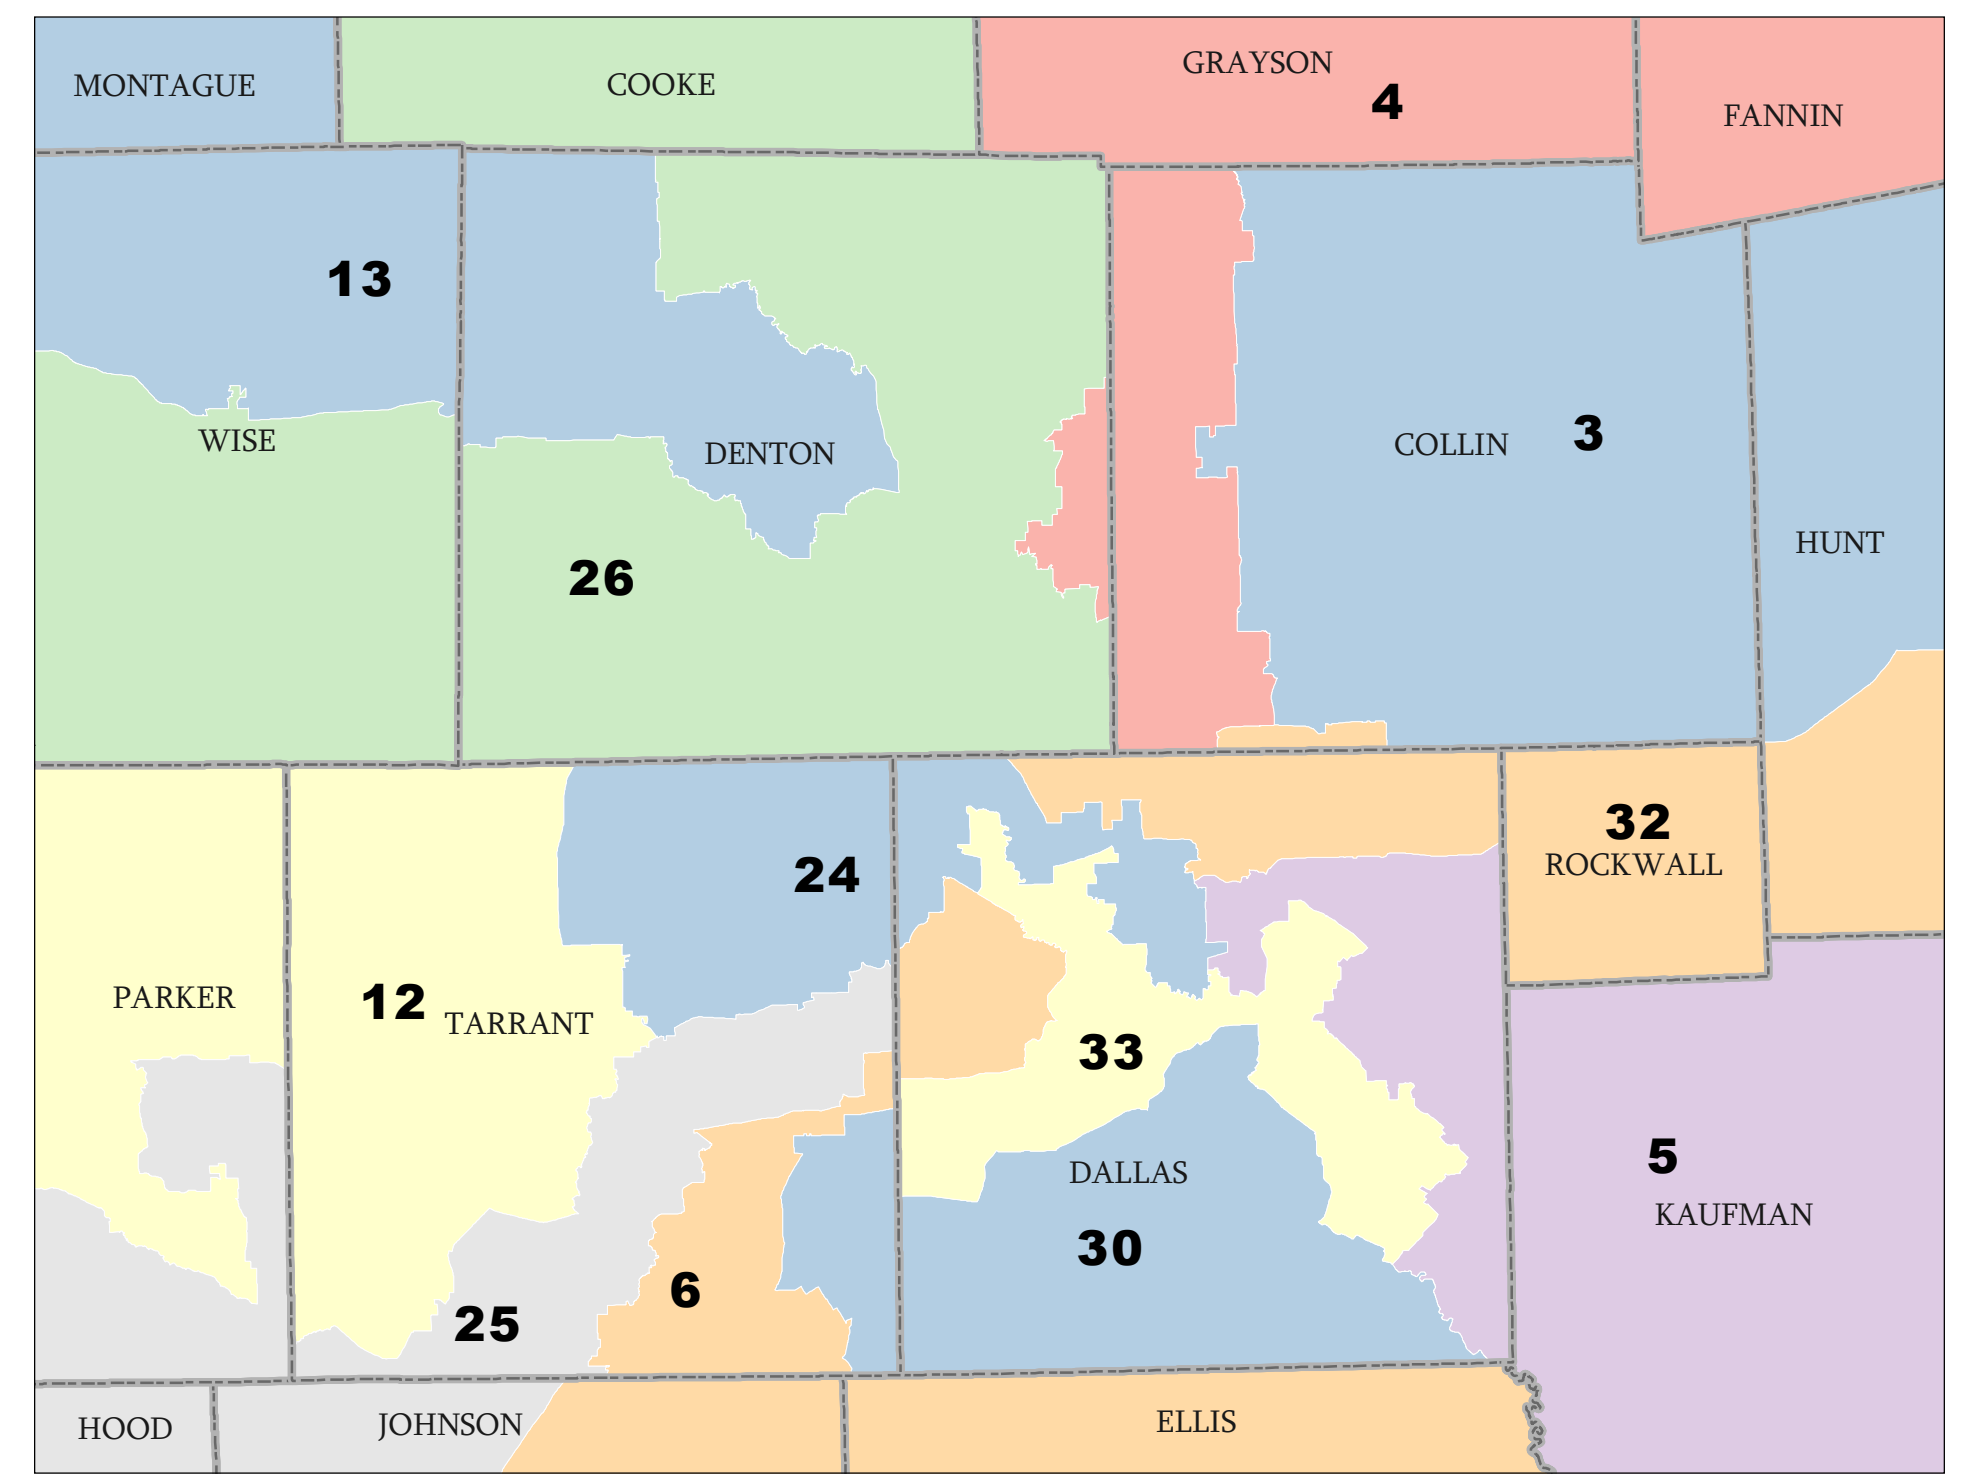 GRAYSON
MONTAGUE
COOKE
4
FANNIN
13
WISE
DENTON
COLLIN
3
HUNT
26
32
ROCKWALL
24
PARKER
12
TARRANT
33
5
DALLAS
KAUFMAN
30
6
25
HOOD
JOHNSON
ELLIS